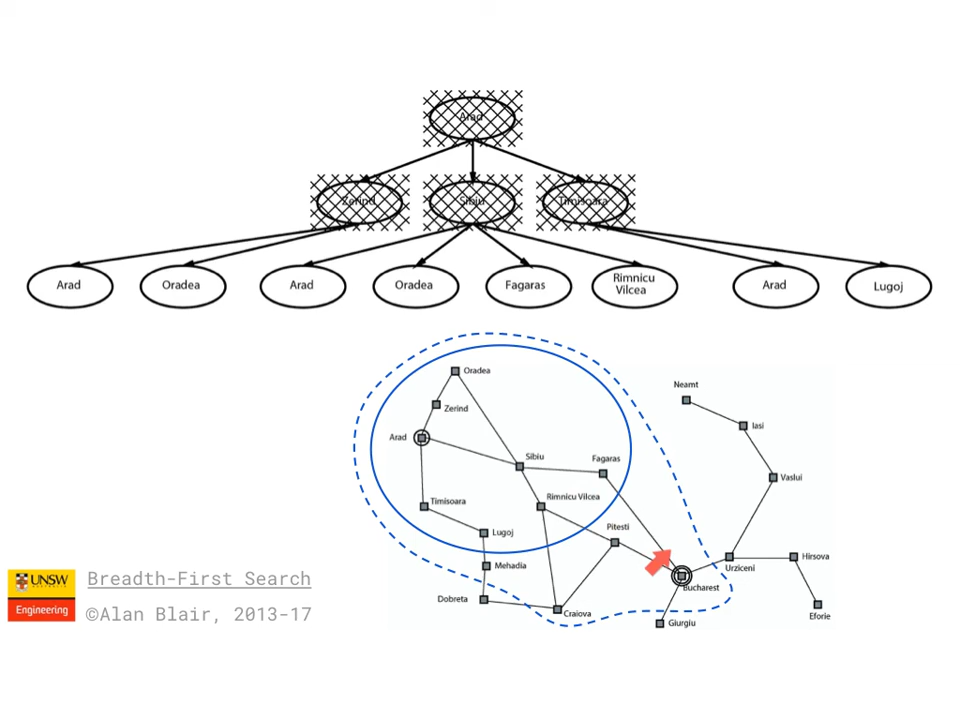 Arad
Zerind
Sibiu
Timisoara
Arad
Oradea
Arad
Oradea
Fagaras
Rimnicu
Vilcea
Arad
Lugoj
Oradea
Neamt
Zerind
Iasi
Arad
Sibiu
Fagaras
Vaslui
Timisoara
Rimnicu Vilcea
Lugoj
Pitesti
Hirsova
Mehadia
Urziceni
Bucharest
Dobreta
Craiova
Giurgiu
Eforie
UNSW
AUSTRALIA
Engineering
Breadth-First Search
©Alan Blair, 2013-17